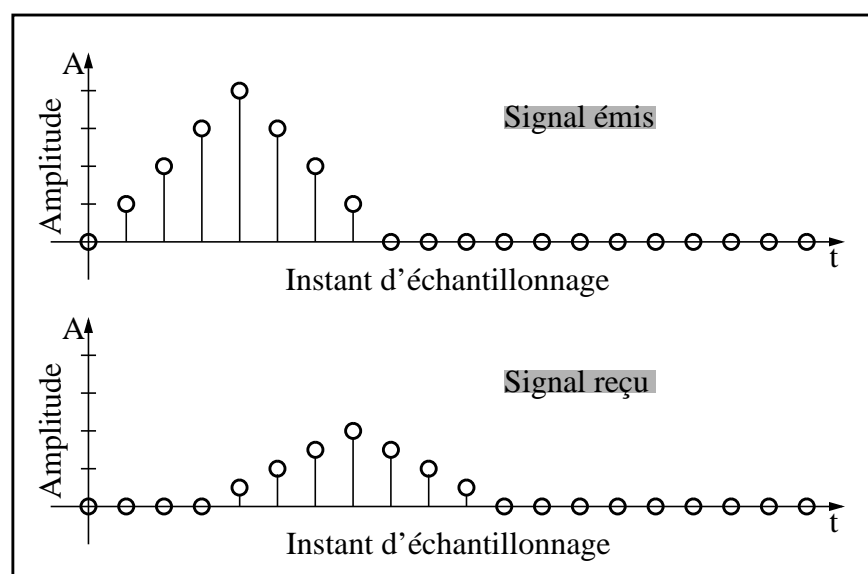 A
Amplitude
Signal émis
t
Instant d’échantillonnage
A
Amplitude
Signal reçu
t
Instant d’échantillonnage